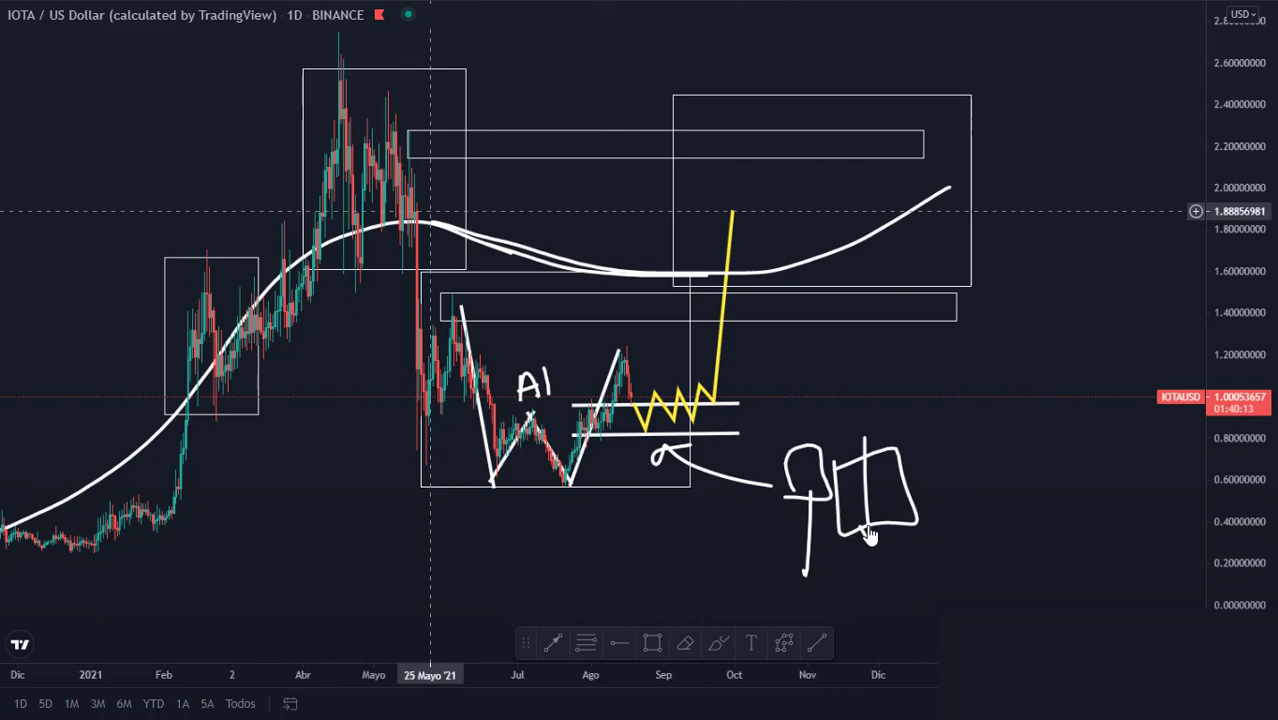 IOTA / US Dollar (calculated by TradingView) · 1D · BINANCE
USD
2.60000000
2.40000000
2.20000000
2.00000000
1.88856981
1.80000000
1.60000000
1.40000000
1.20000000
IOTAUSD 1.00053657
01:40:13
0.80000000
0.60000000
0.40000000
0.20000000
0.00000000
A1
Dic 2021 Feb 2 Abr Mayo 25 Mayo '21 Jul Ago Sep Oct Nov Dic
1D 5D 1M 3M 6M YTD 1A 5A Todos